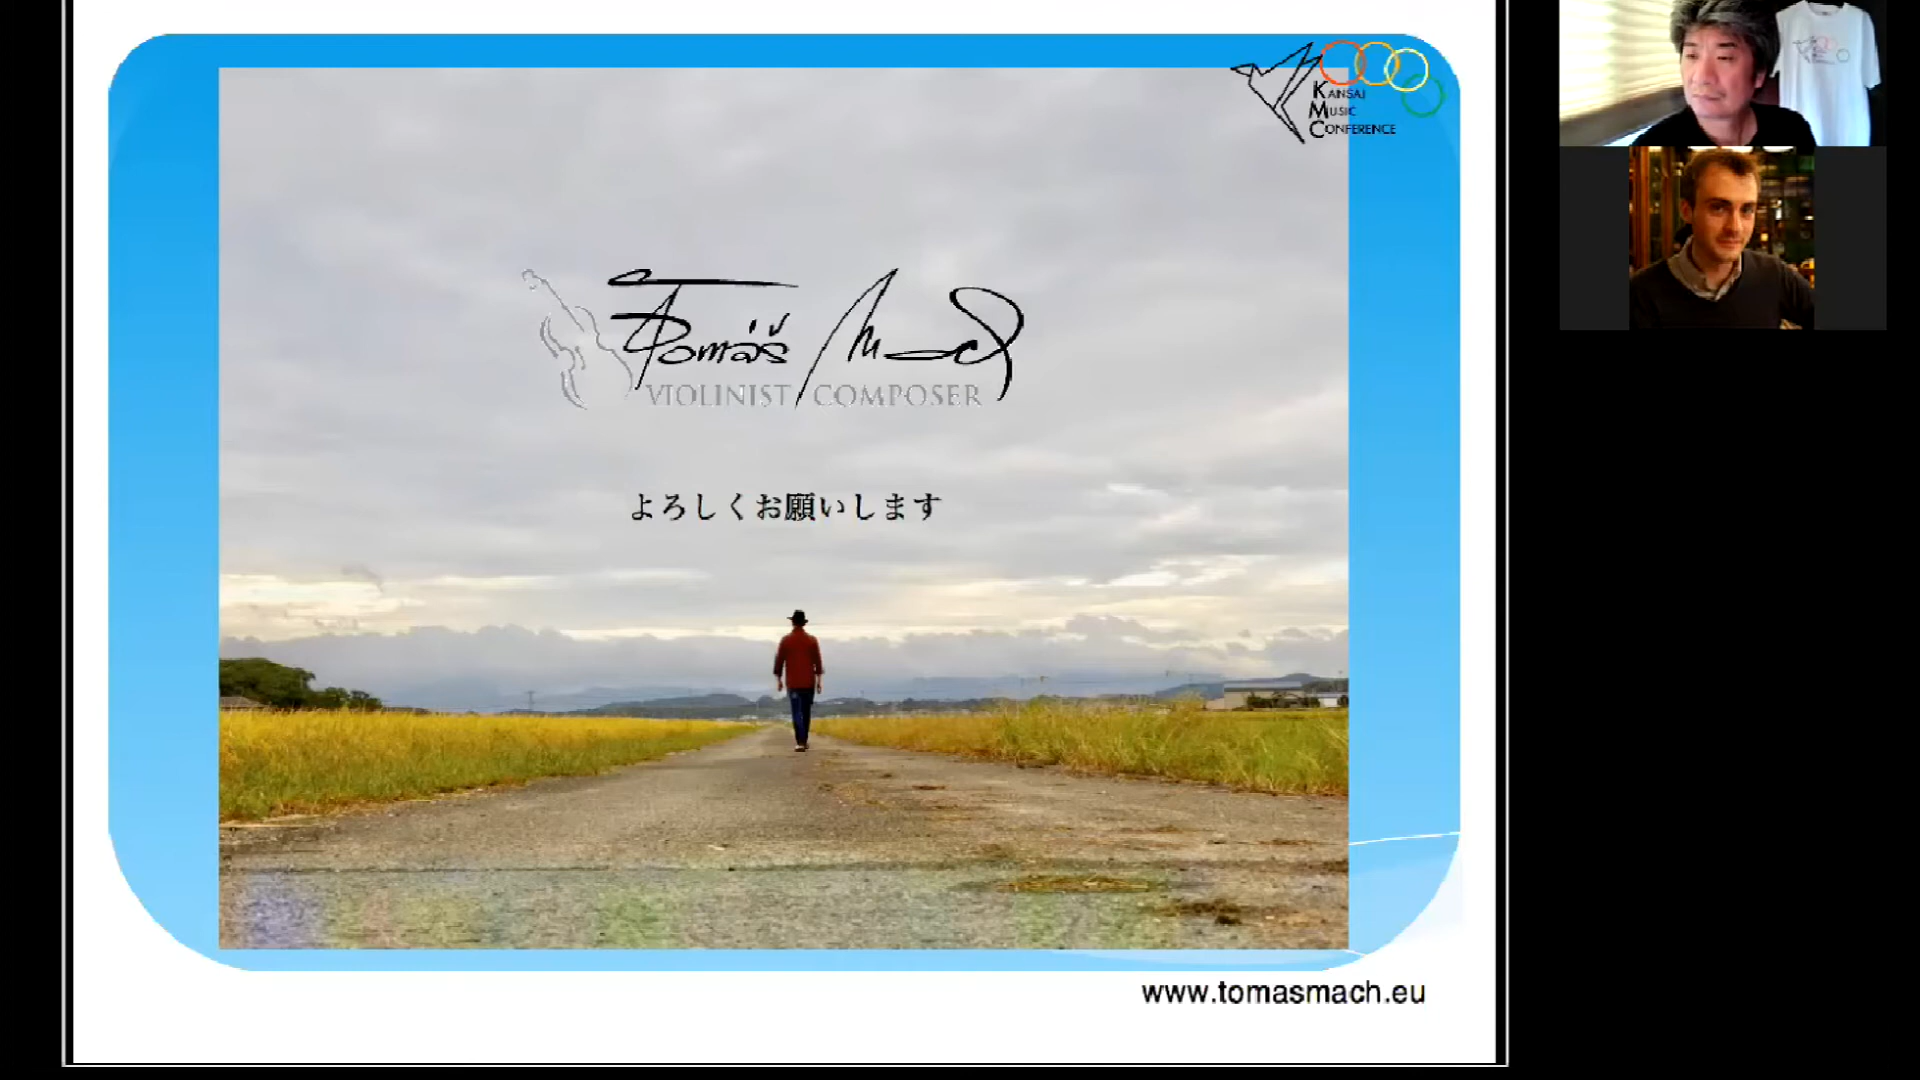 KANSAI
MUSIC
CONFERENCE
Tomáš Mach
VIOLINIST COMPOSER
よろしくお願いします
www.tomasmach.eu